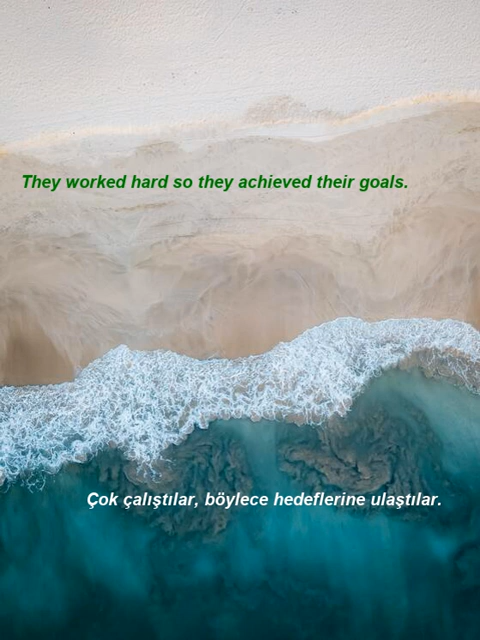 They worked hard so they achieved their goals.
Çok çalıştılar, böylece hedeflerine ulaştılar.